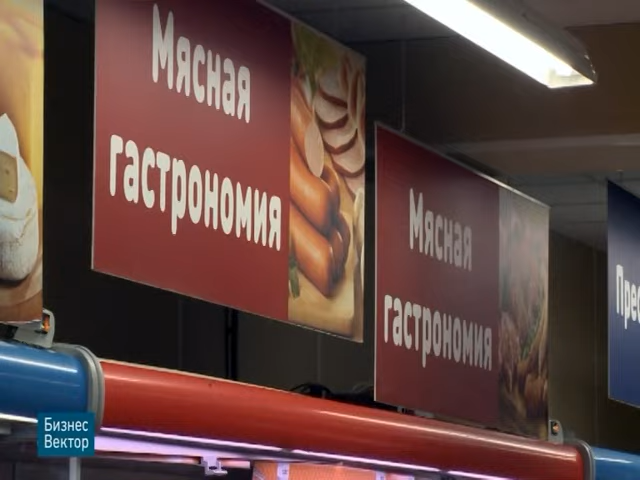 Мясная
гастрономия
Мясная
гастрономия
Бизнес
Вектор